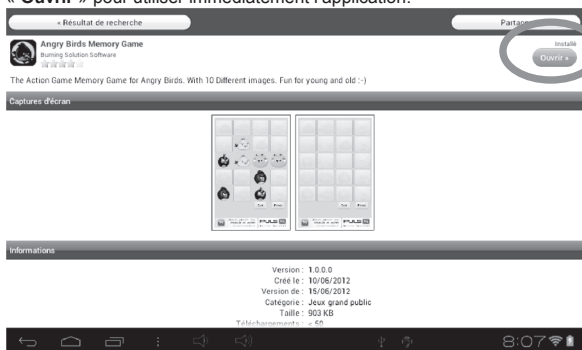 « Ouvrir » pour utiliser immédiatement l'application.
« Résultat de recherche
Partag
Angry Birds Memory Game
Burning Solution Software
Installé
Ouvrir »
The Action Game Memory Game for Angry Birds. With 10 Different images. Fun for young and old :-)
Captures d'écran
Informations
Version : 1.0.0.0
Créé le : 10/06/2012
Version de : 15/06/2012
Catégorie : Jeux grand public
Taille : 903 KB
Téléchargements : < 50
8:07